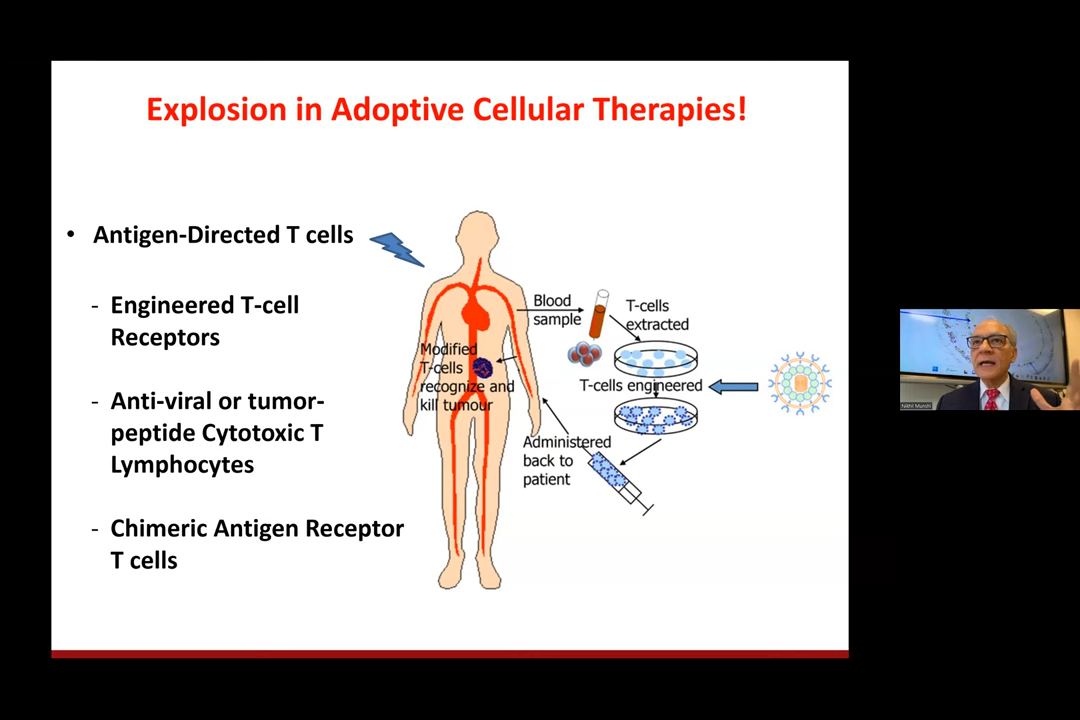 Explosion in Adoptive Cellular Therapies!
• Antigen-Directed T cells
- Engineered T-cell
Receptors
- Anti-viral or tumor-
peptide Cytotoxic T
Lymphocytes
- Chimeric Antigen Receptor
T cells
Blood
sample
T-cells
extracted
T-cells engineered
Modified
T-cells
recognize and
kill tumour
Administered
back to
patient
Nikhil Munshi